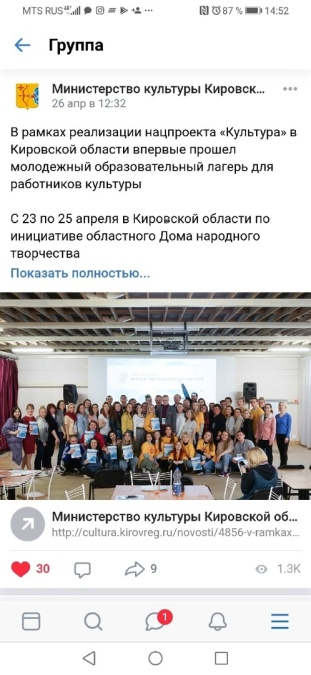 MTS RUS 87 % 14:52
Группа
Министерство культуры Кировск...
26 апр в 12:32
В рамках реализации нацпроекта «Культура» в
Кировской области впервые прошел
молодежный образовательный лагерь для
работников культуры
С 23 по 25 апреля в Кировской области по
инициативе областного Дома народного
творчества
Показать полностью...
Министерство культуры Кировской об...
http://cultura.kirovreg.ru/novosti/4856-v-ramkax...
30 9 1.3K
1